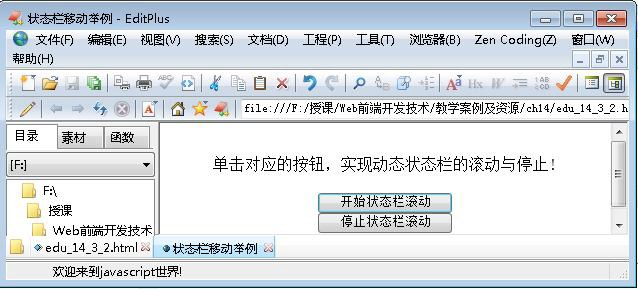 状态栏移动举例 - EditPlus
文件(F) 编辑(E) 视图(V) 搜索(S) 文档(D) 工程(P) 工具(T) 浏览器(B) Zen Coding(Z) 窗口(W)
帮助(H)
file:///F:/授课/Web前端开发技术/教学案例及资源/ch14/edu_14_3_2.h
目录 素材 函数
[F:]
F:\
授课
Web前端开发技术
单击对应的按钮，实现动态状态栏的滚动与停止!
开始状态栏滚动
停止状态栏滚动
edu_14_3_2.html 状态栏移动举例
欢迎来到javascript世界!